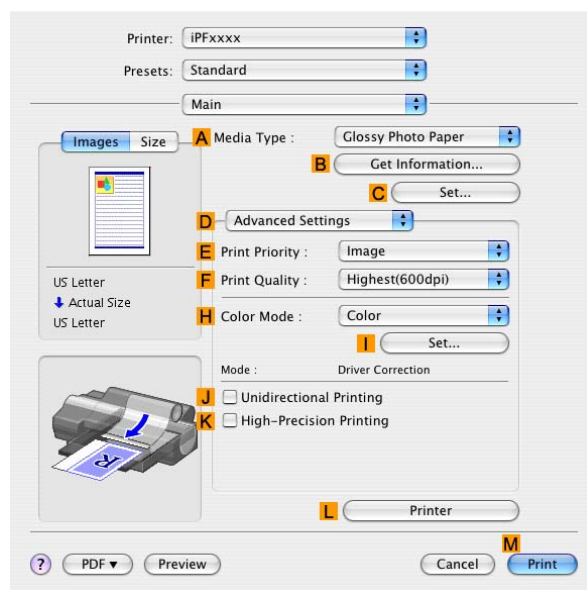 Printer: iPFxxxx
Presets: Standard
Main
Images Size
A Media Type : Glossy Photo Paper
B Get Information...
C Set...
D Advanced Settings
E Print Priority : Image
F Print Quality : Highest(600dpi)
US Letter
Actual Size
US Letter
H Color Mode : Color
I Set...
Mode : Driver Correction
J Unidirectional Printing
K High-Precision Printing
R
L Printer
M
? PDF▼ Preview Cancel Print